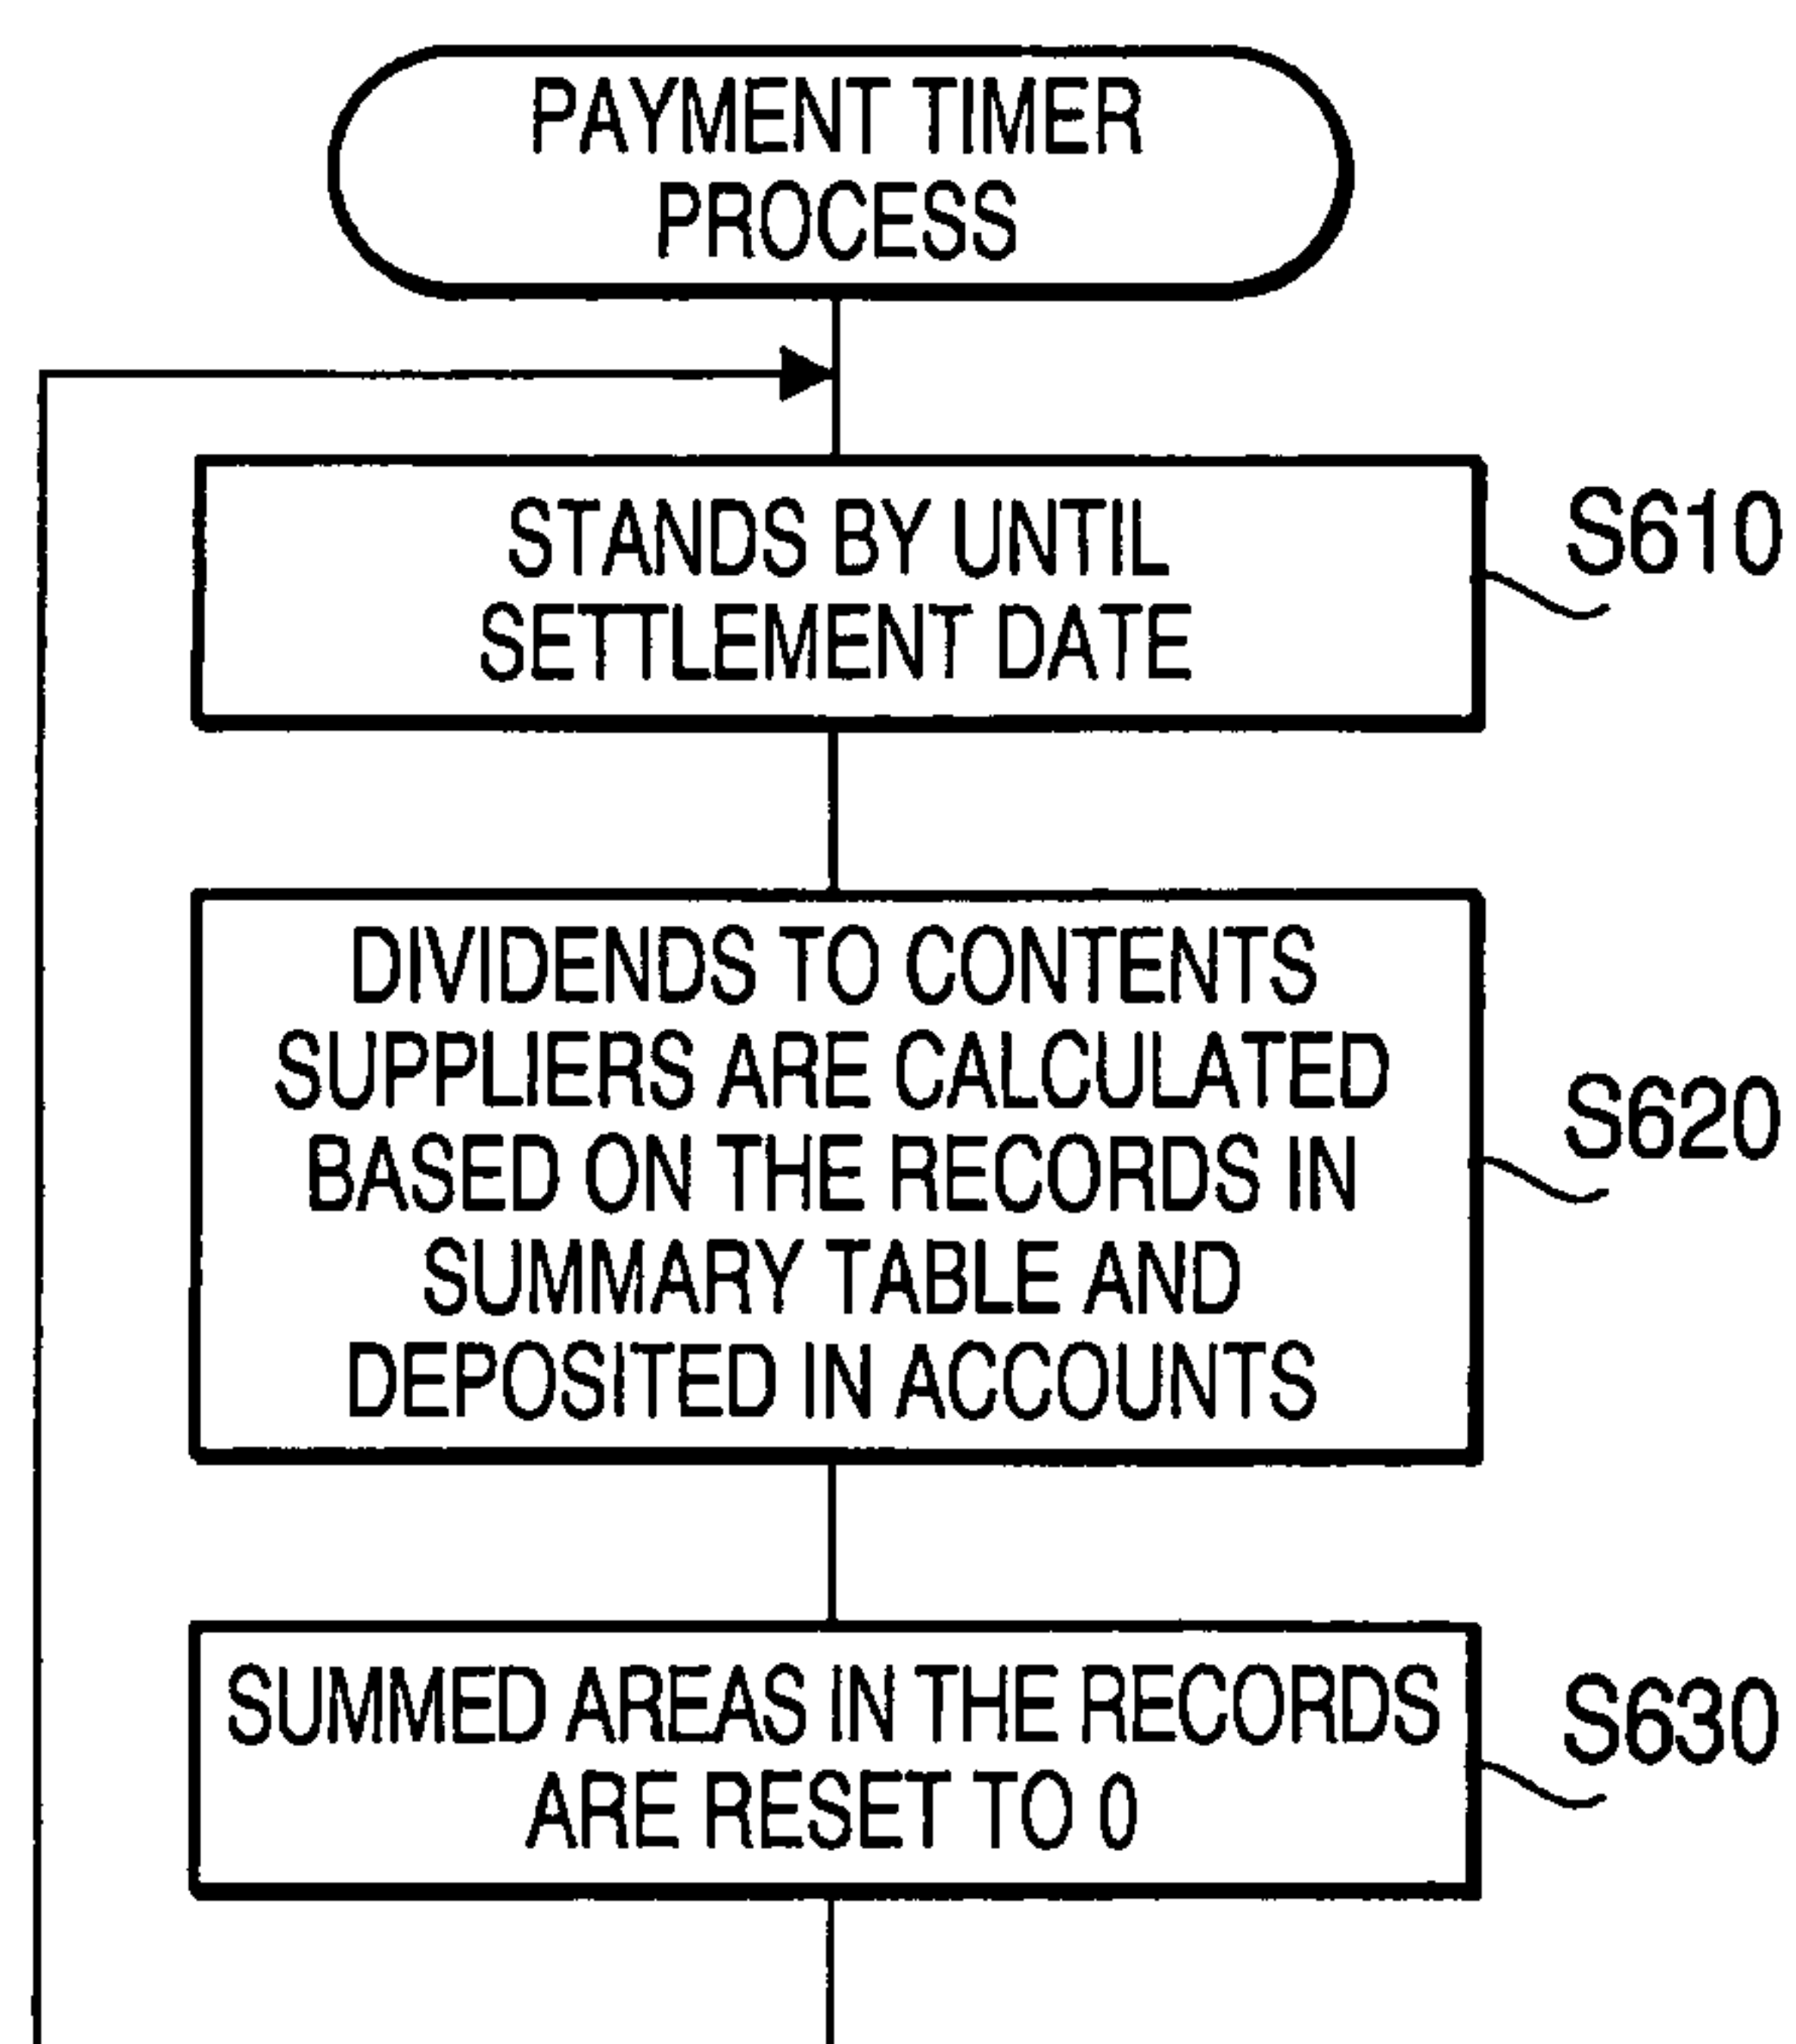 PAYMENT TIMER
PROCESS
STANDS BY UNTIL
SETTLEMENT DATE
S610
DIVIDENDS TO CONTENTS
SUPPLIERS ARE CALCULATED
BASED ON THE RECORDS IN
SUMMARY TABLE AND
DEPOSITED IN ACCOUNTS
S620
SUMMED AREAS IN THE RECORDS
ARE RESET TO 0
S630